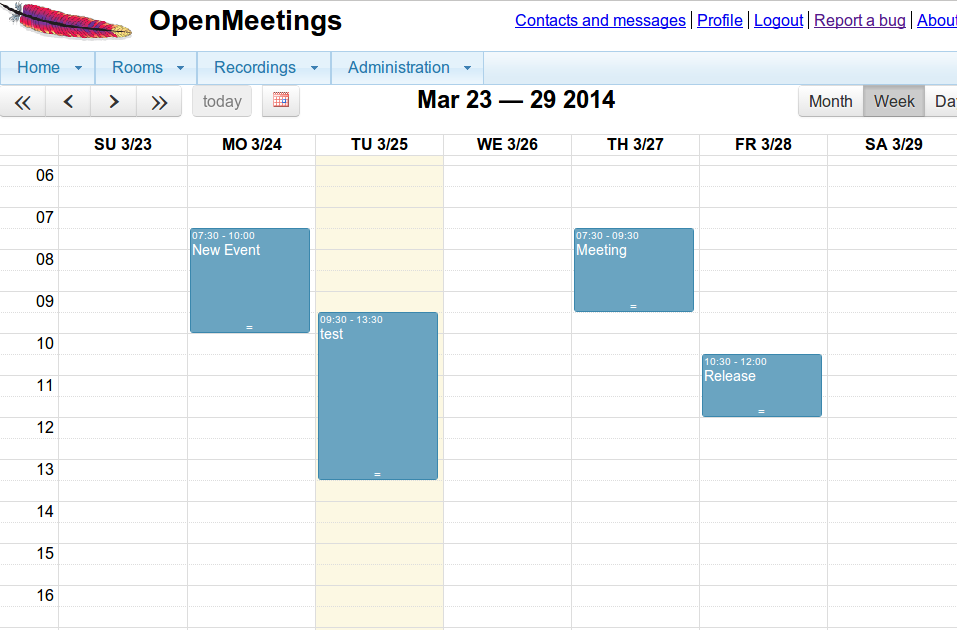 OpenMeetings
Contacts and messages | Profile | Logout | Report a bug | About
Home Rooms Recordings Administration
today Mar 23 — 29 2014 Month Week Da
SU 3/23 MO 3/24 TU 3/25 WE 3/26 TH 3/27 FR 3/28 SA 3/29
06
07
07:30 - 10:00 07:30 - 09:30
New Event Meeting
08
09
09:30 - 13:30
test
10
10:30 - 12:00
Release
11
12
13
14
15
16